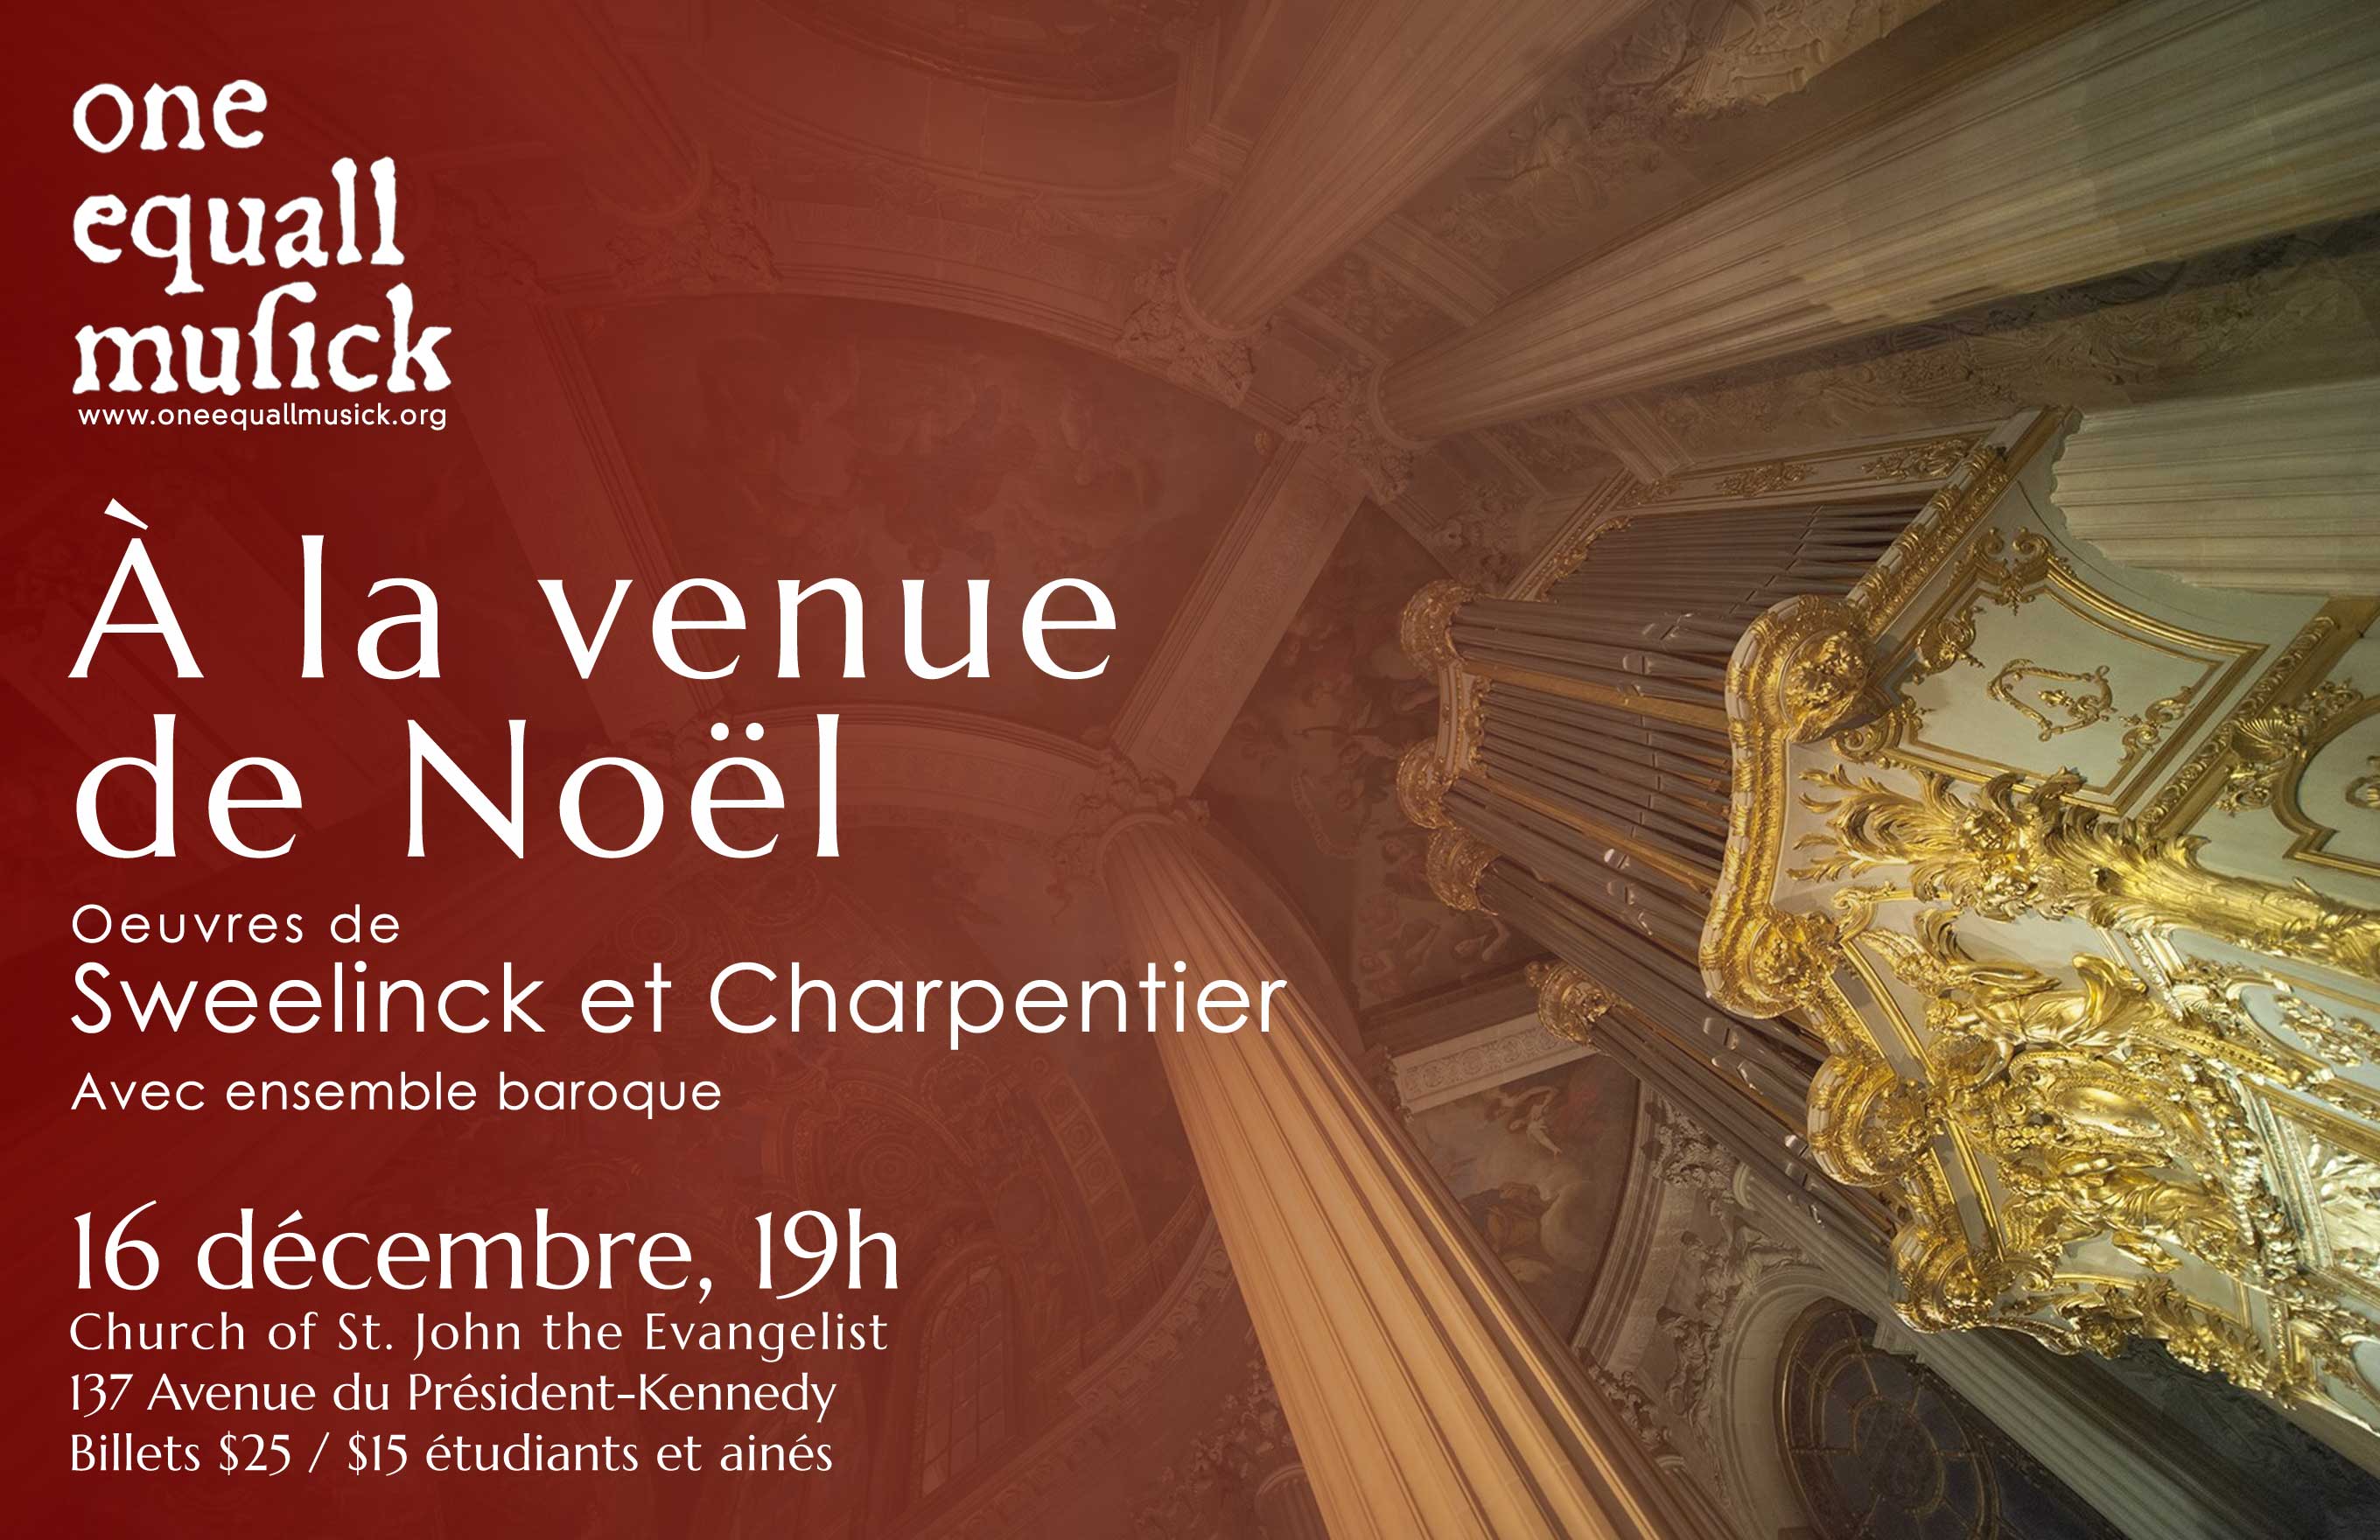 one
equall
muſick
www.oneequallmusick.org
À la venue
de Noël
Oeuvres de
Sweelinck et Charpentier
Avec ensemble baroque
16 décembre, 19h
Church of St. John the Evangelist
137 Avenue du Président-Kennedy
Billets $25 / $15 étudiants et ainés